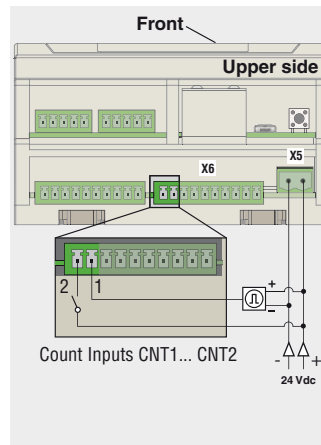 Front
Upper side
X6
X5
2 1
+
-
Count Inputs CNT1... CNT2
- +
24 Vdc